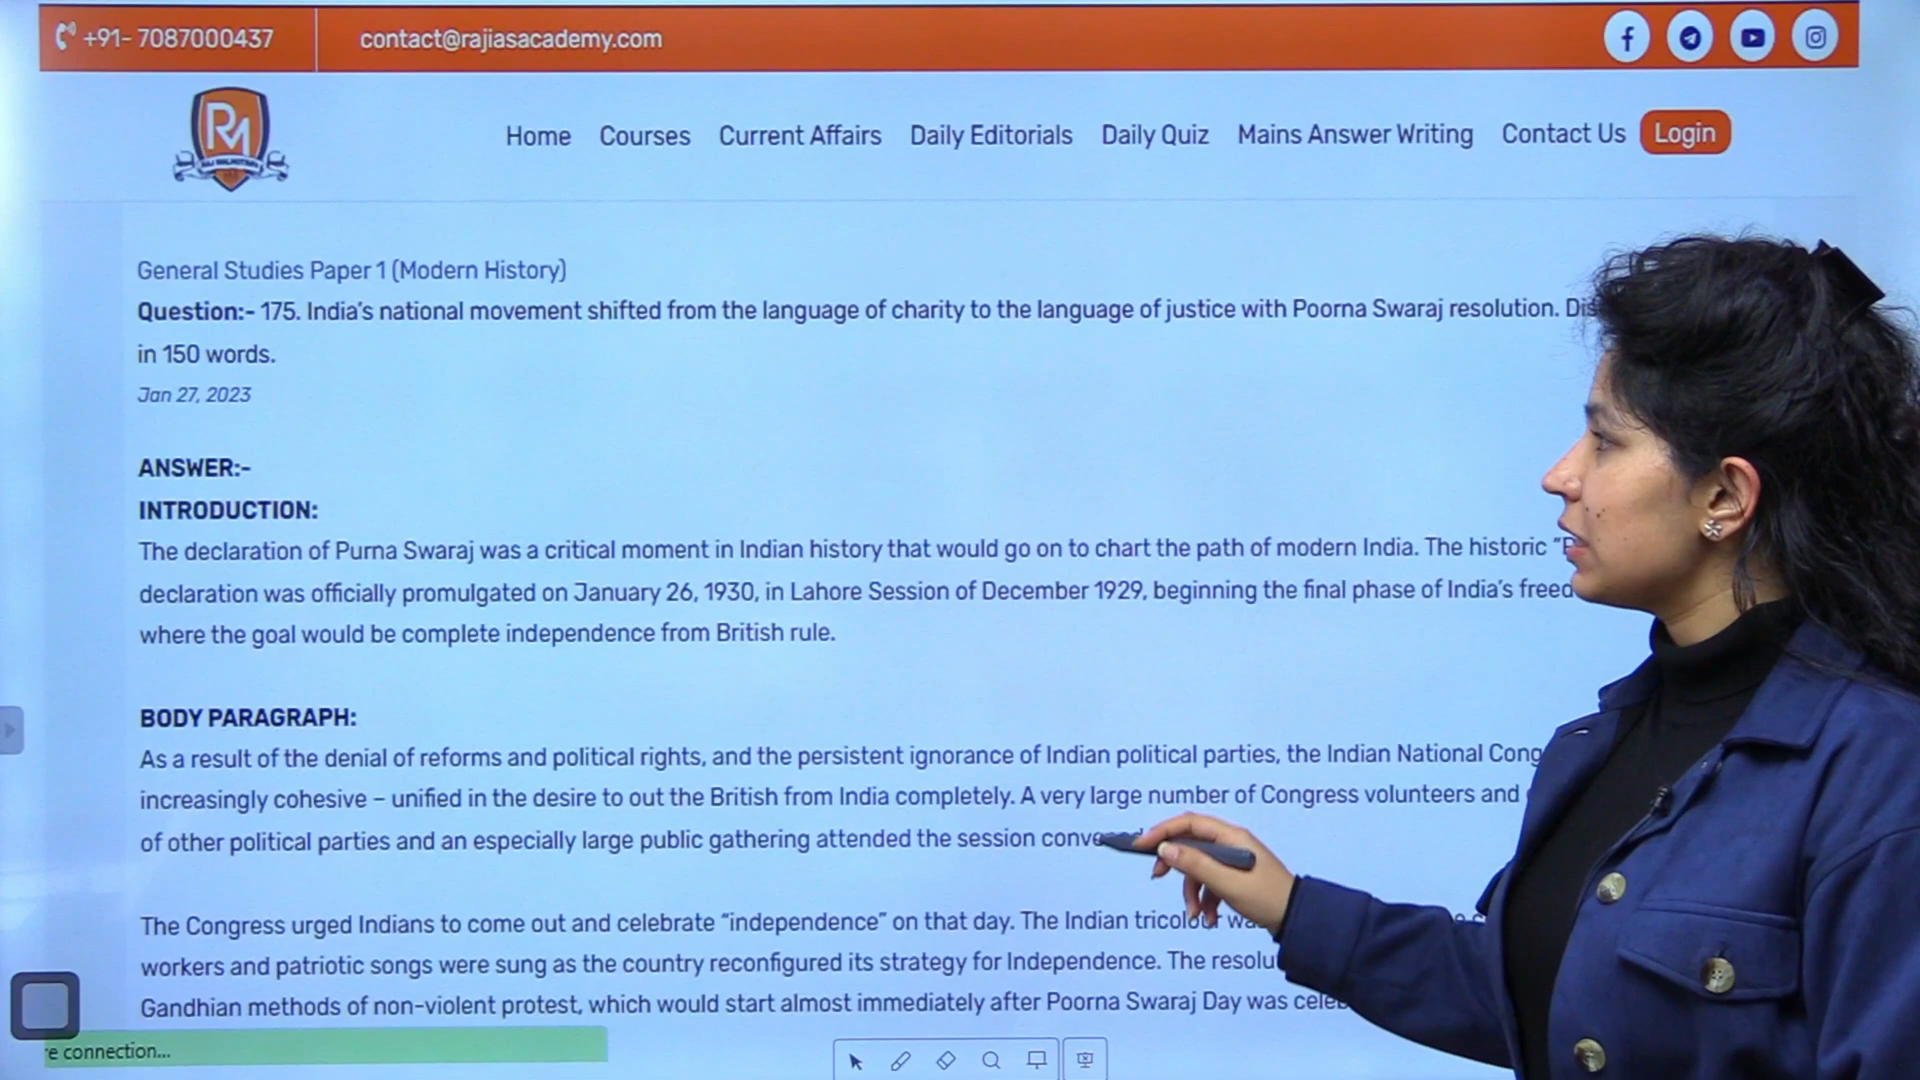 +91- 7087000437
contact@rajiasacademy.com
RM
Home Courses Current Affairs Daily Editorials Daily Quiz Mains Answer Writing Contact Us Login
General Studies Paper 1 (Modern History)
Question:- 175. India's national movement shifted from the language of charity to the language of justice with Poorna Swaraj resolution.
in 150 words.
Jan 27, 2023
ANSWER:-
INTRODUCTION:
The declaration of Purna Swaraj was a critical moment in Indian history that would go on to chart the path of modern India. The historic
declaration was officially promulgated on January 26, 1930, in Lahore Session of December 1929, beginning the final phase of India's
where the goal would be complete independence from British rule.
BODY PARAGRAPH:
As a result of the denial of reforms and political rights, and the persistent ignorance of Indian political parties, the Indian National
increasingly cohesive – unified in the desire to out the British from India completely. A very large number of Congress volunteers and
of other political parties and an especially large public gathering attended the session
The Congress urged Indians to come out and celebrate “independence” on that day. The Indian tricolour
workers and patriotic songs were sung as the country reconfigured its strategy for Independence. The
Gandhian methods of non-violent protest, which would start almost immediately after Poorna Swaraj Day was
connection...